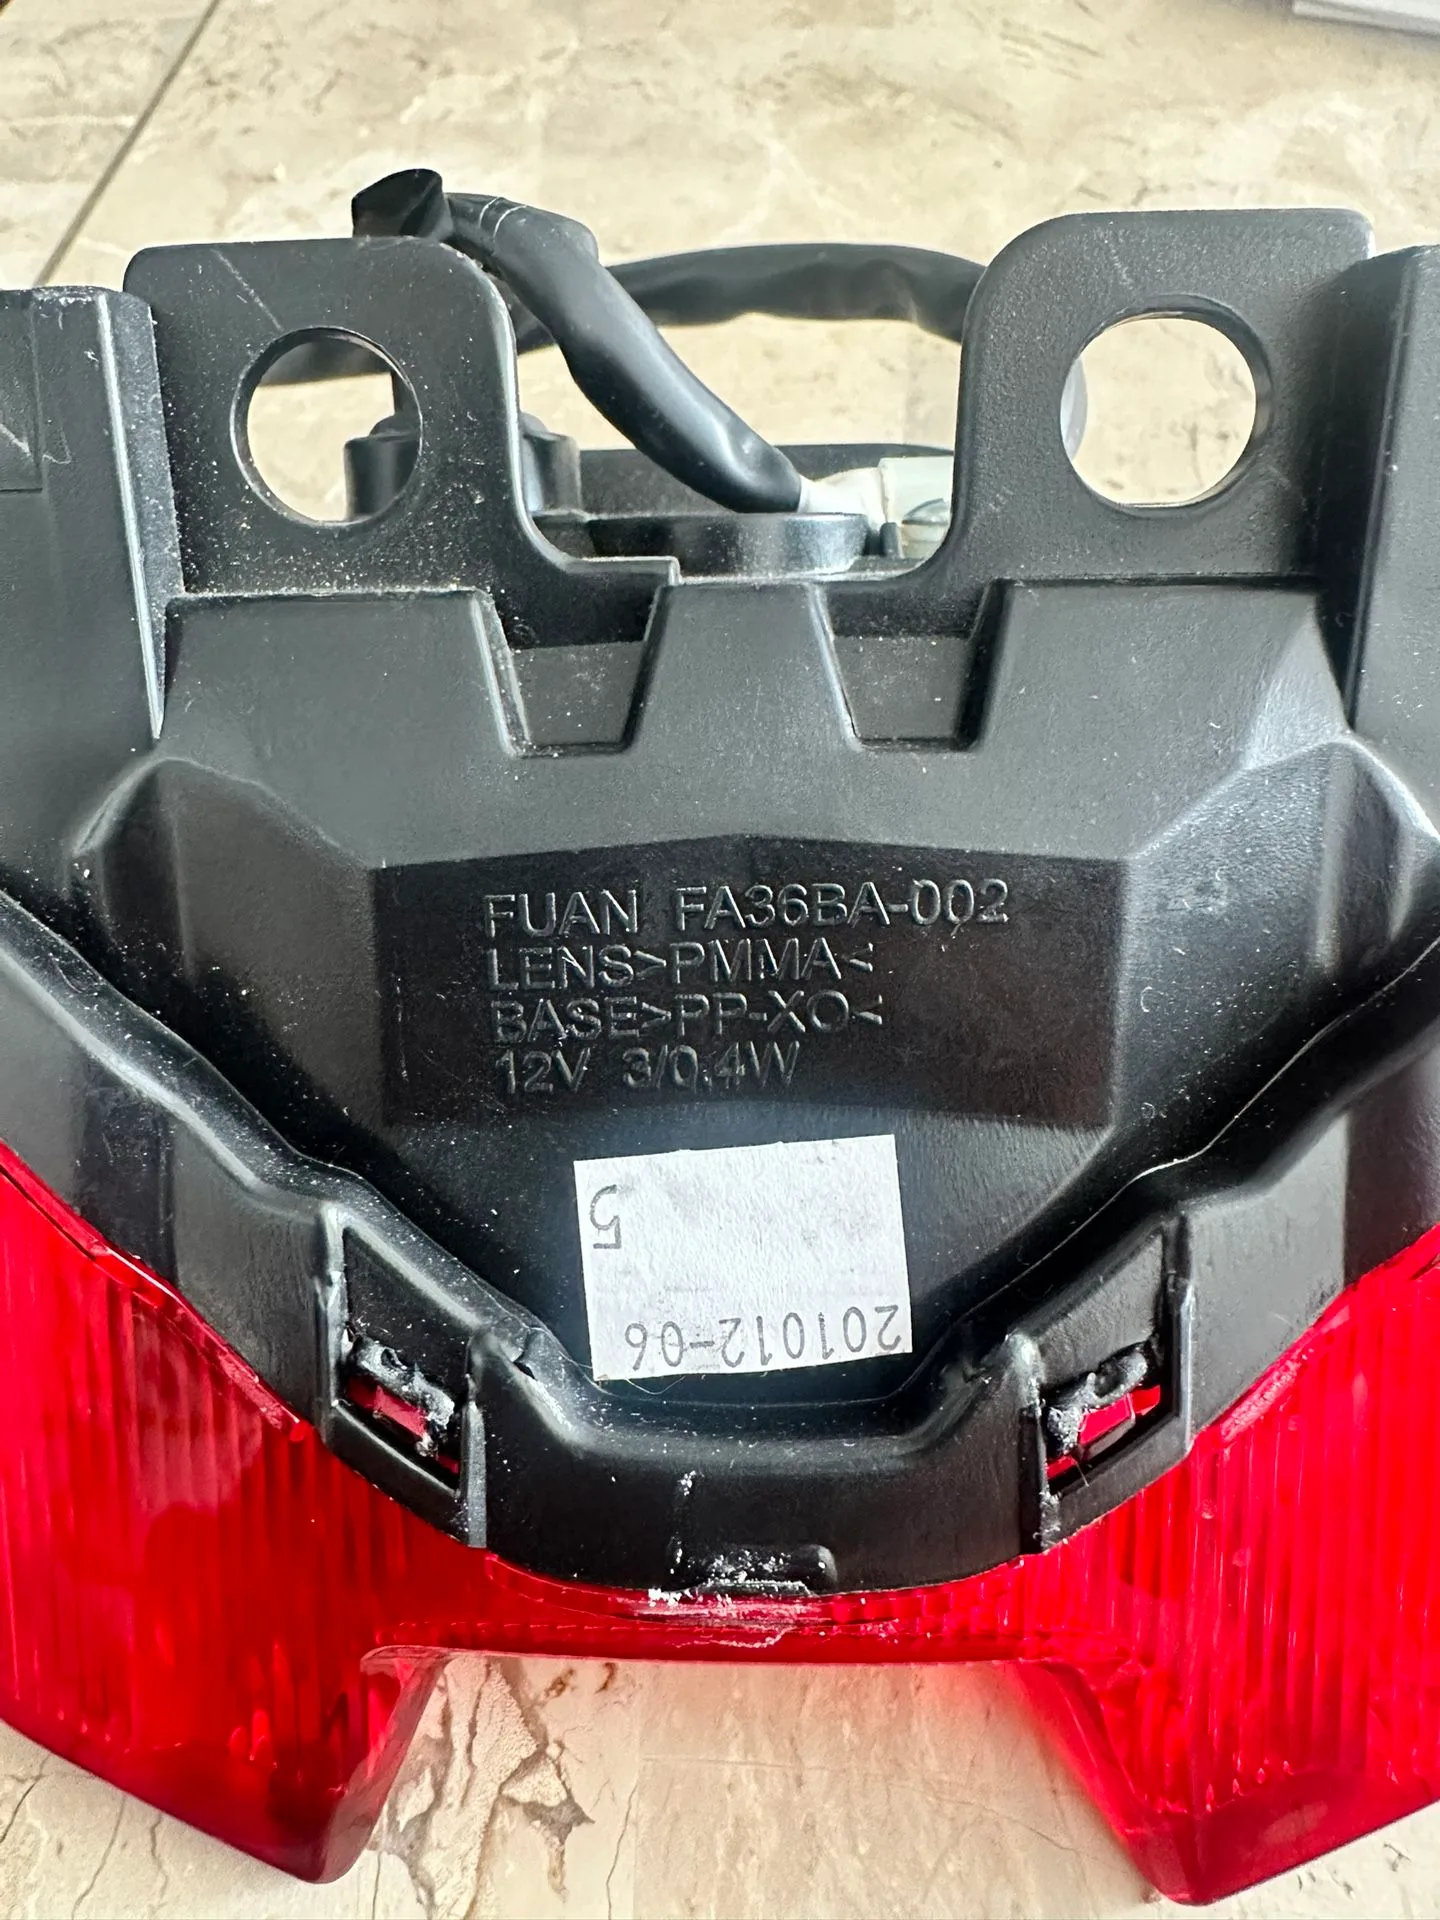 FUAN FA36BA-002
LENS>PMMA<
BASE>PP-XO<
12V 3/0.4W
201012-06
5